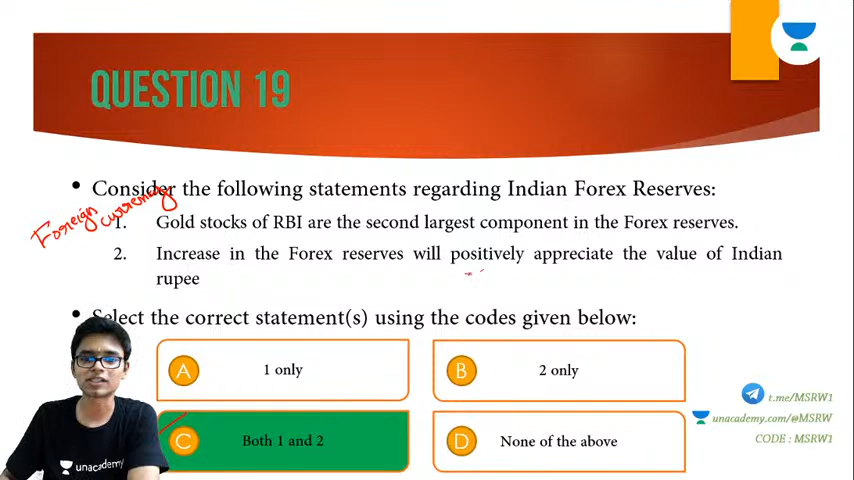 QUESTION 19
• Consider the following statements regarding Indian Forex Reserves:
Foreign currency
1. Gold stocks of RBI are the second largest component in the Forex reserves.
2. Increase in the Forex reserves will positively appreciate the value of Indian
rupee
• Select the correct statement(s) using the codes given below:
A 1 only
B 2 only
C Both 1 and 2
D None of the above
t.me/MSRW1
unacademy.com/@MSRW
CODE : MSRW1
unacademy